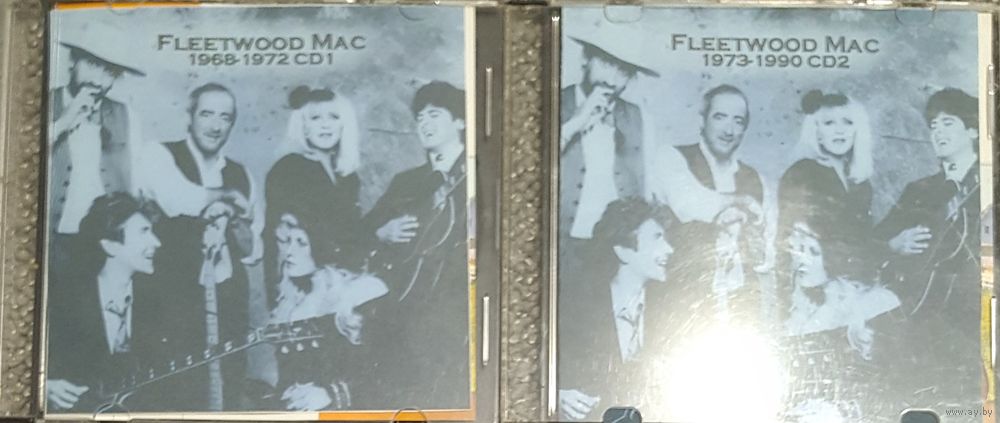 FLEETWOOD MAC
1968-1972 CD1
FLEETWOOD MAC
1973-1990 CD2
www.ay.by